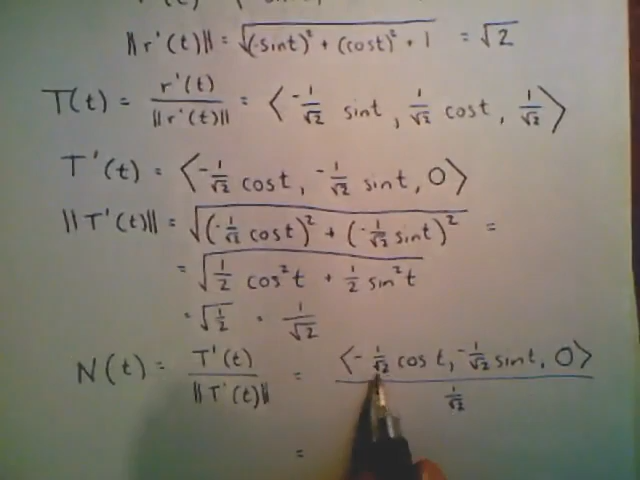 ‖r'(t)‖ = √((-sint)² + (cost)² + 1) = √2
T(t) = r'(t)/‖r'(t)‖ = ⟨-1/√2 sint, 1/√2 cost, 1/√2⟩
T'(t) = ⟨-1/√2 cost, -1/√2 sint, 0⟩
‖T'(t)‖ = √((-1/√2 cost)² + (-1/√2 sint)²) =
= √(1/2 cos²t + 1/2 sin²t)
= √(1/2) = 1/√2
N(t) = T'(t)/‖T'(t)‖ = ⟨-1/√2 cost, -1/√2 sint, 0⟩/(1/√2)
=